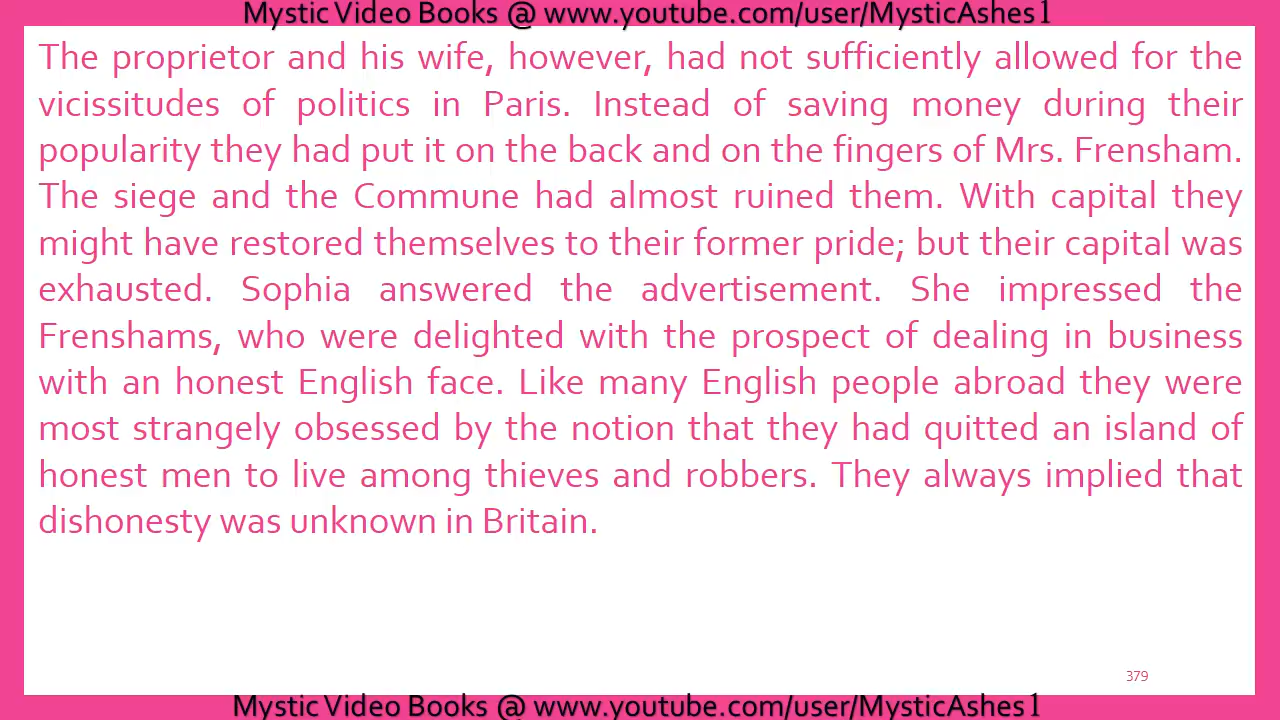 Mystic Video Books @ www.youtube.com/user/MysticAshes1
The proprietor and his wife, however, had not sufficiently allowed for the
vicissitudes of politics in Paris. Instead of saving money during their
popularity they had put it on the back and on the fingers of Mrs. Frensham.
The siege and the Commune had almost ruined them. With capital they
might have restored themselves to their former pride; but their capital was
exhausted. Sophia answered the advertisement. She impressed the
Frenshams, who were delighted with the prospect of dealing in business
with an honest English face. Like many English people abroad they were
most strangely obsessed by the notion that they had quitted an island of
honest men to live among thieves and robbers. They always implied that
dishonesty was unknown in Britain.
379
Mystic Video Books @ www.youtube.com/user/MysticAshes1